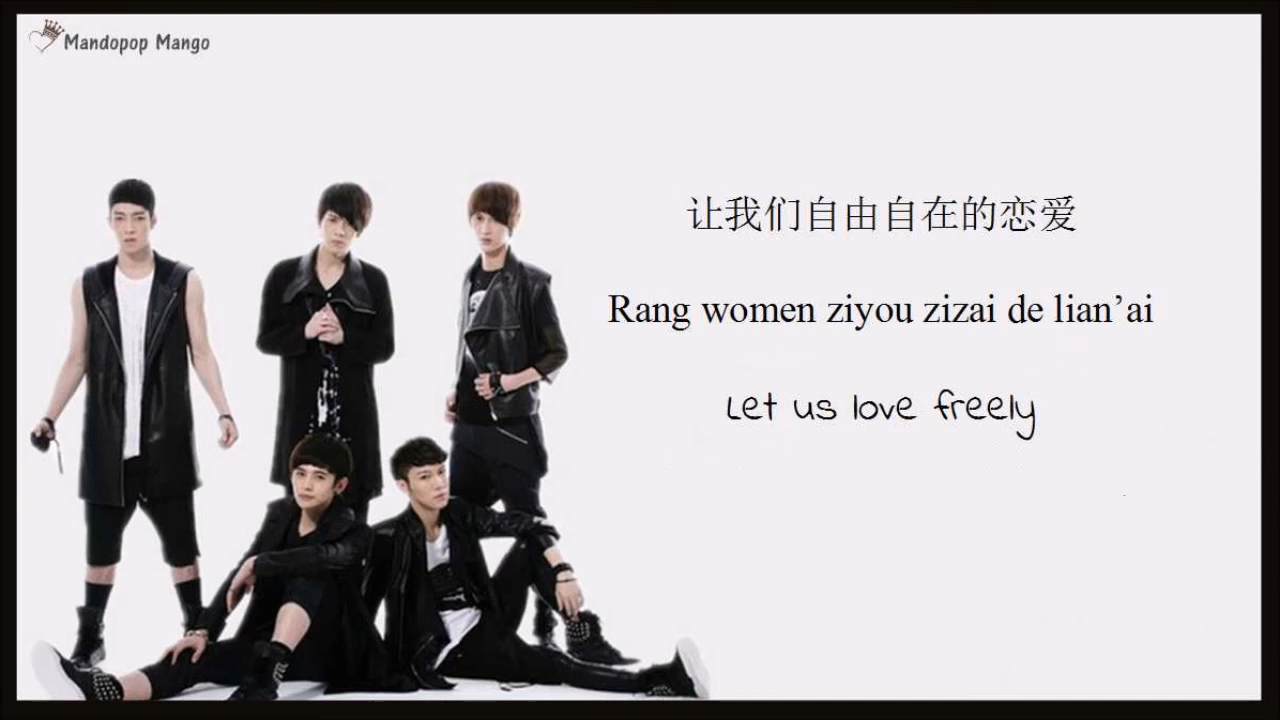 Mandopop Mango
让我们自由自在的恋爱
Rang women ziyou zizai de lian’ai
Let us love freely